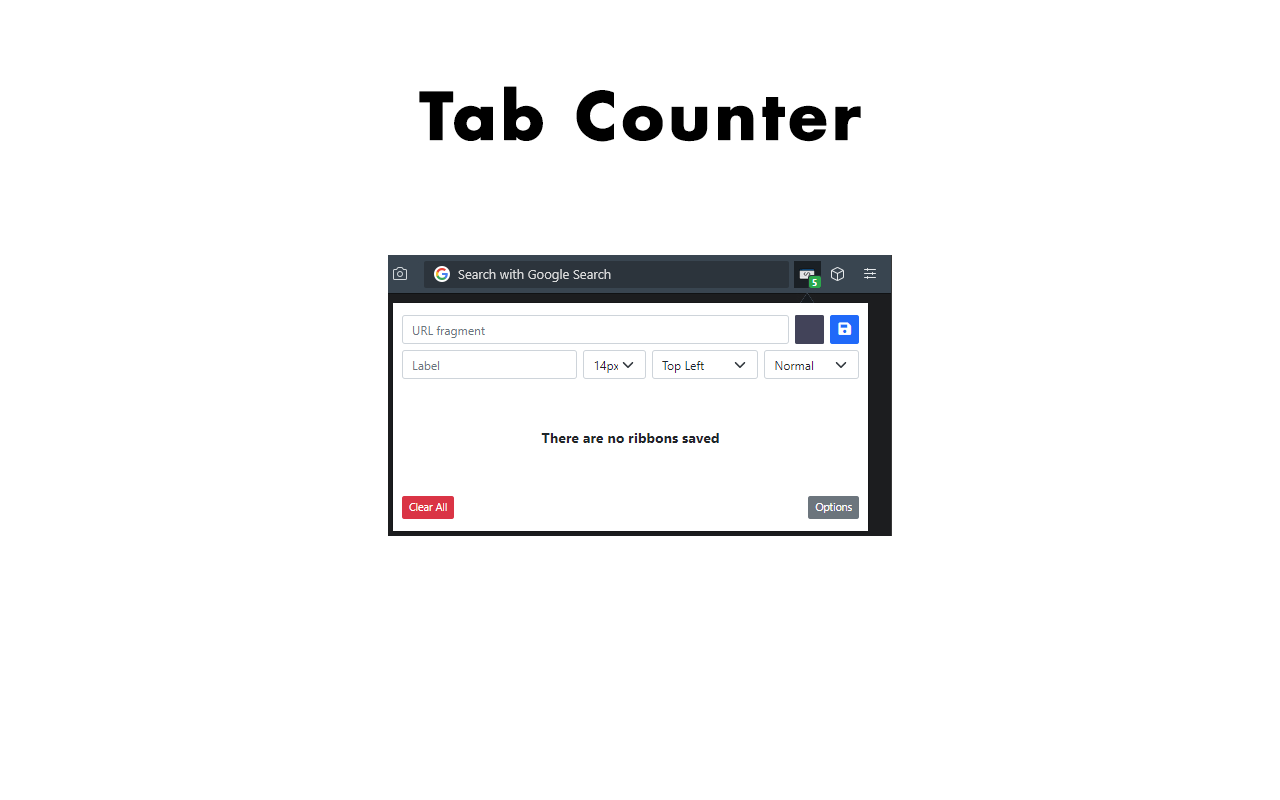 Tab Counter
Search with Google Search
5
URL fragment
Label 14px Top Left Normal
There are no ribbons saved
Clear All Options